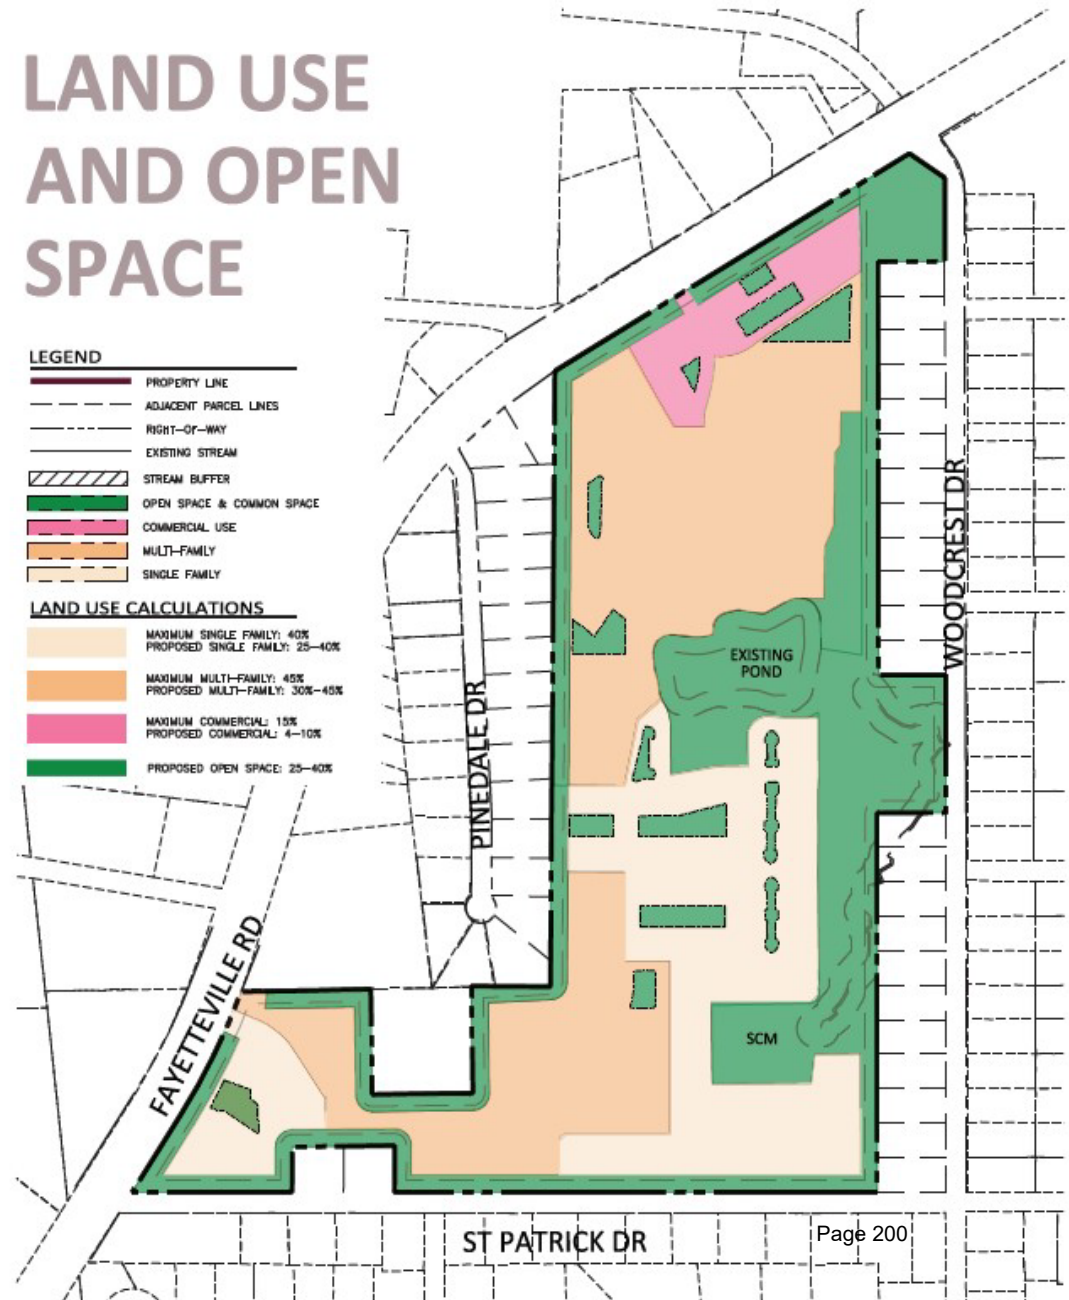 LAND USE
AND OPEN
SPACE
LEGEND
PROPERTY LINE
ADJACENT PARCEL LINES
RIGHT-OF-WAY
EXISTING STREAM
STREAM BUFFER
OPEN SPACE & COMMON SPACE
COMMERCIAL USE
MULTI-FAMILY
SINGLE FAMILY
LAND USE CALCULATIONS
MAXIMUM SINGLE FAMILY: 40%
PROPOSED SINGLE FAMILY: 25-40%
MAXIMUM MULTI-FAMILY: 45%
PROPOSED MULTI-FAMILY: 30%-45%
MAXIMUM COMMERCIAL: 15%
PROPOSED COMMERCIAL: 4-10%
PROPOSED OPEN SPACE: 25-40%
WOODCREST DR
EXISTING
POND
PINEDALE DR
FAYETTEVILLE RD
SCM
ST PATRICK DR
Page 200